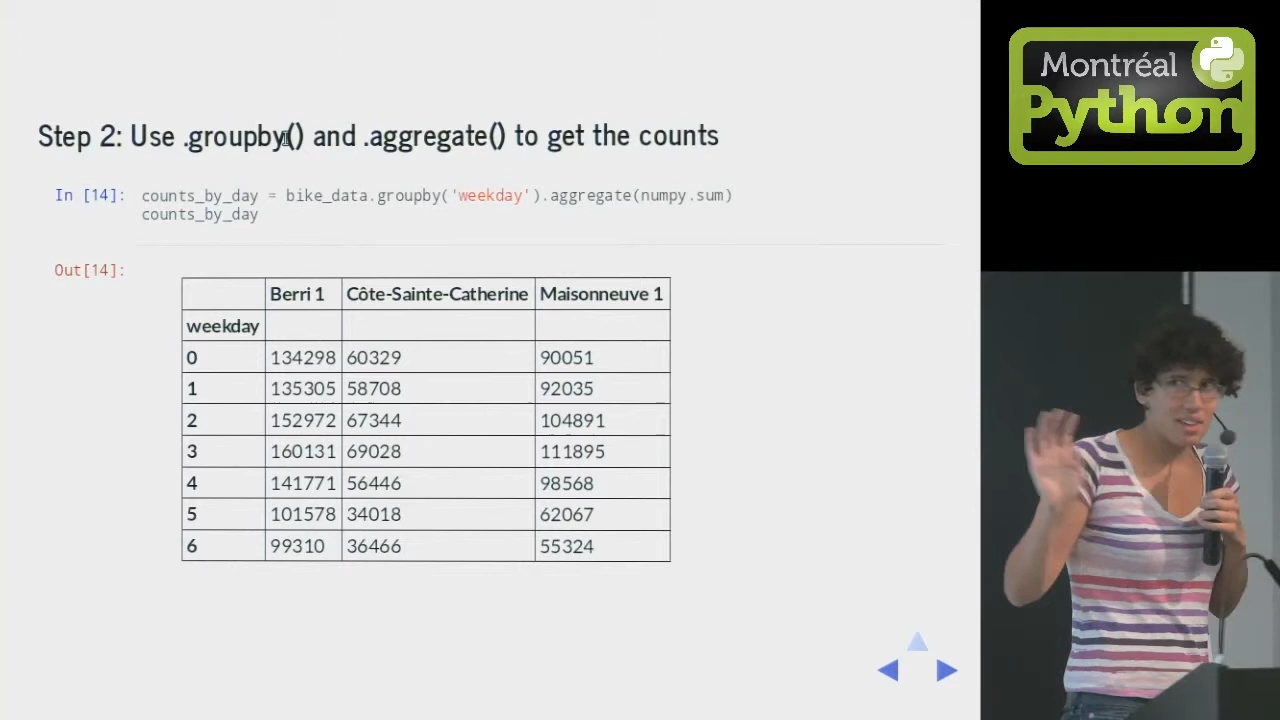 Montréal
Python
Step 2: Use .groupby() and .aggregate() to get the counts
In [14]: counts_by_day = bike_data.groupby('weekday').aggregate(numpy.sum)
counts_by_day
Out[14]:
Berri 1 Côte-Sainte-Catherine Maisonneuve 1
weekday
0 134298 60329 90051
1 135305 58708 92035
2 152972 67344 104891
3 160131 69028 111895
4 141771 56446 98568
5 101578 34018 62067
6 99310 36466 55324